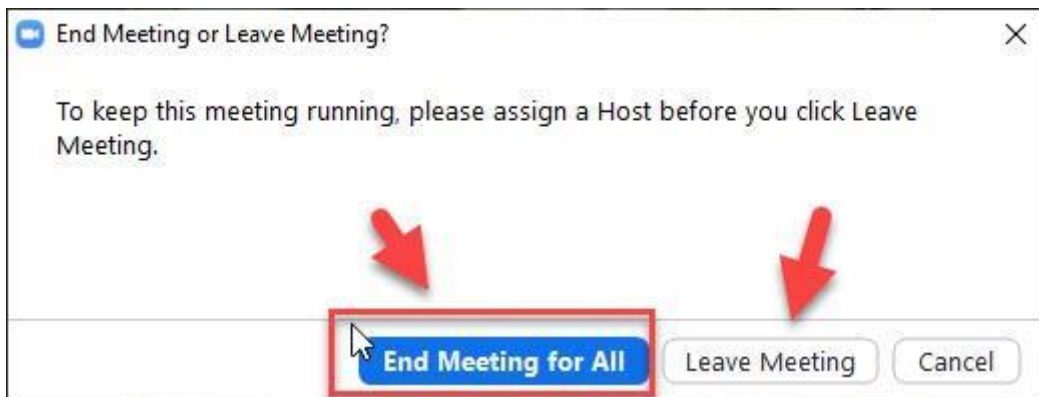 End Meeting or Leave Meeting?
To keep this meeting running, please assign a Host before you click Leave
Meeting.
End Meeting for All
Leave Meeting
Cancel